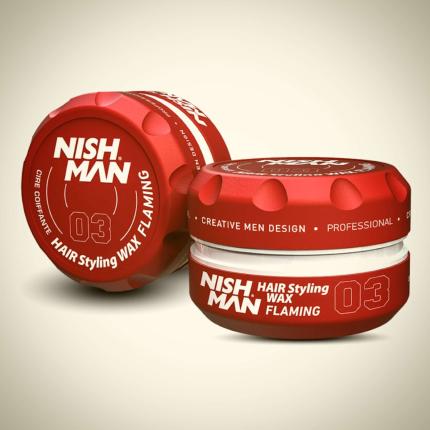 NISH
MAN
CIRE COIFFANTE
03
HAIR Styling WAX FLAMING
• CREATIVE MEN DESIGN • PROFESSIONAL •
NISH
MAN
HAIR Styling
WAX
FLAMING
03